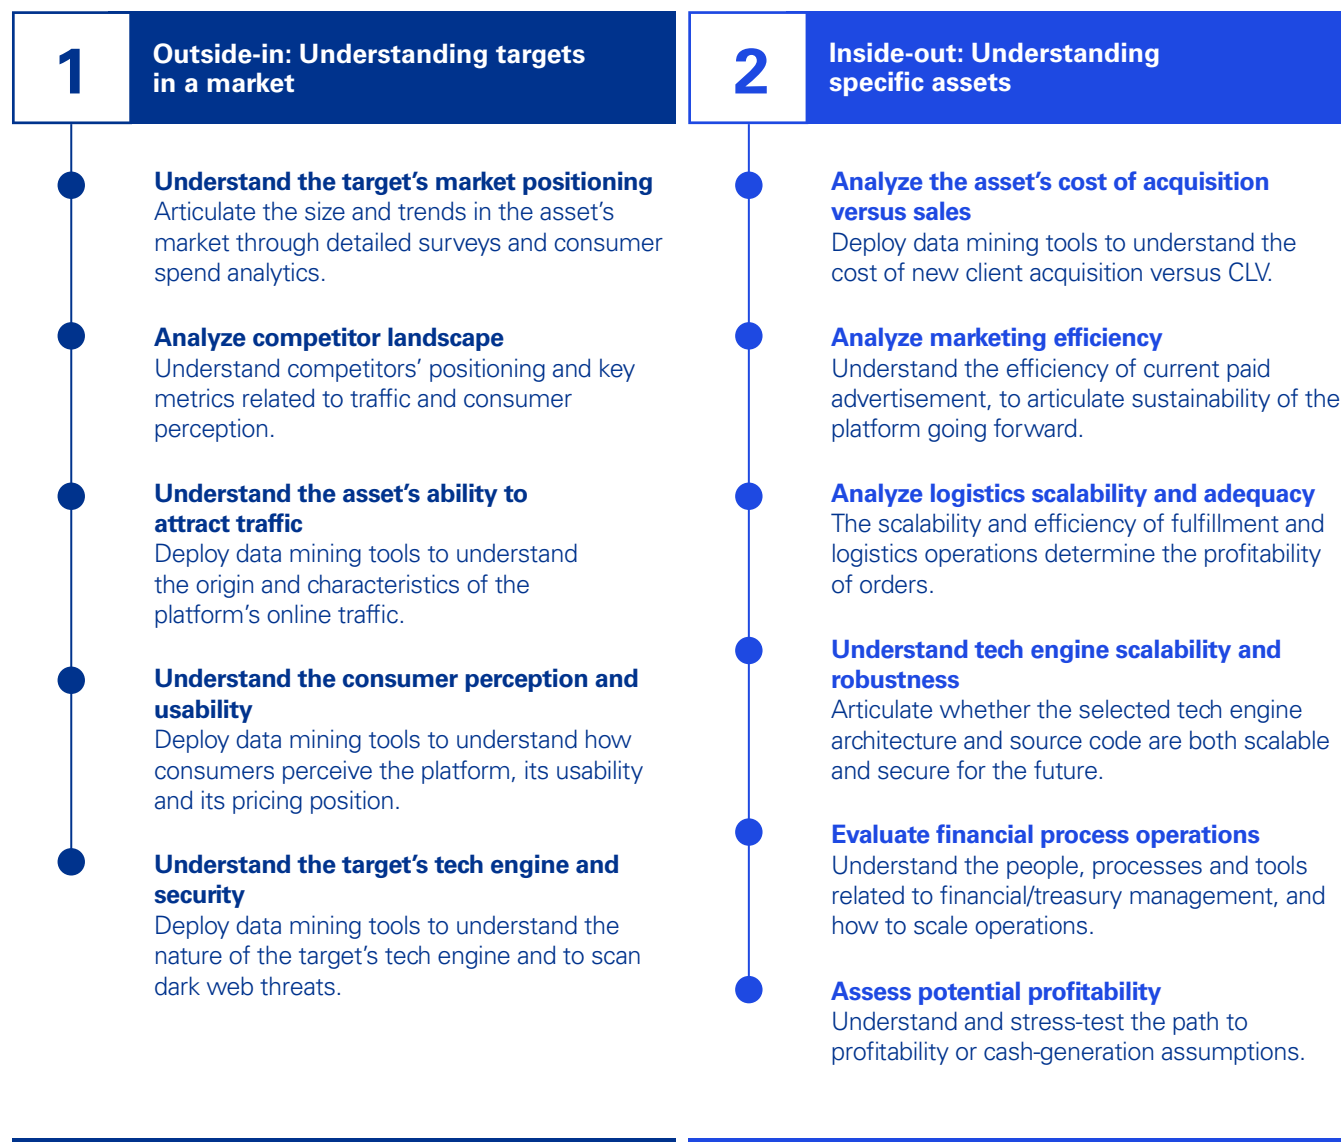 1
Outside-in: Understanding targets
in a market
Understand the target’s market positioning
Articulate the size and trends in the asset’s
market through detailed surveys and consumer
spend analytics.
Analyze competitor landscape
Understand competitors’ positioning and key
metrics related to traffic and consumer
perception.
Understand the asset’s ability to
attract traffic
Deploy data mining tools to understand
the origin and characteristics of the
platform’s online traffic.
Understand the consumer perception and
usability
Deploy data mining tools to understand how
consumers perceive the platform, its usability
and its pricing position.
Understand the target’s tech engine and
security
Deploy data mining tools to understand the
nature of the target’s tech engine and to scan
dark web threats.
2
Inside-out: Understanding
specific assets
Analyze the asset’s cost of acquisition
versus sales
Deploy data mining tools to understand the
cost of new client acquisition versus CLV.
Analyze marketing efficiency
Understand the efficiency of current paid
advertisement, to articulate sustainability of the
platform going forward.
Analyze logistics scalability and adequacy
The scalability and efficiency of fulfillment and
logistics operations determine the profitability
of orders.
Understand tech engine scalability and
robustness
Articulate whether the selected tech engine
architecture and source code are both scalable
and secure for the future.
Evaluate financial process operations
Understand the people, processes and tools
related to financial/treasury management, and
how to scale operations.
Assess potential profitability
Understand and stress-test the path to
profitability or cash-generation assumptions.